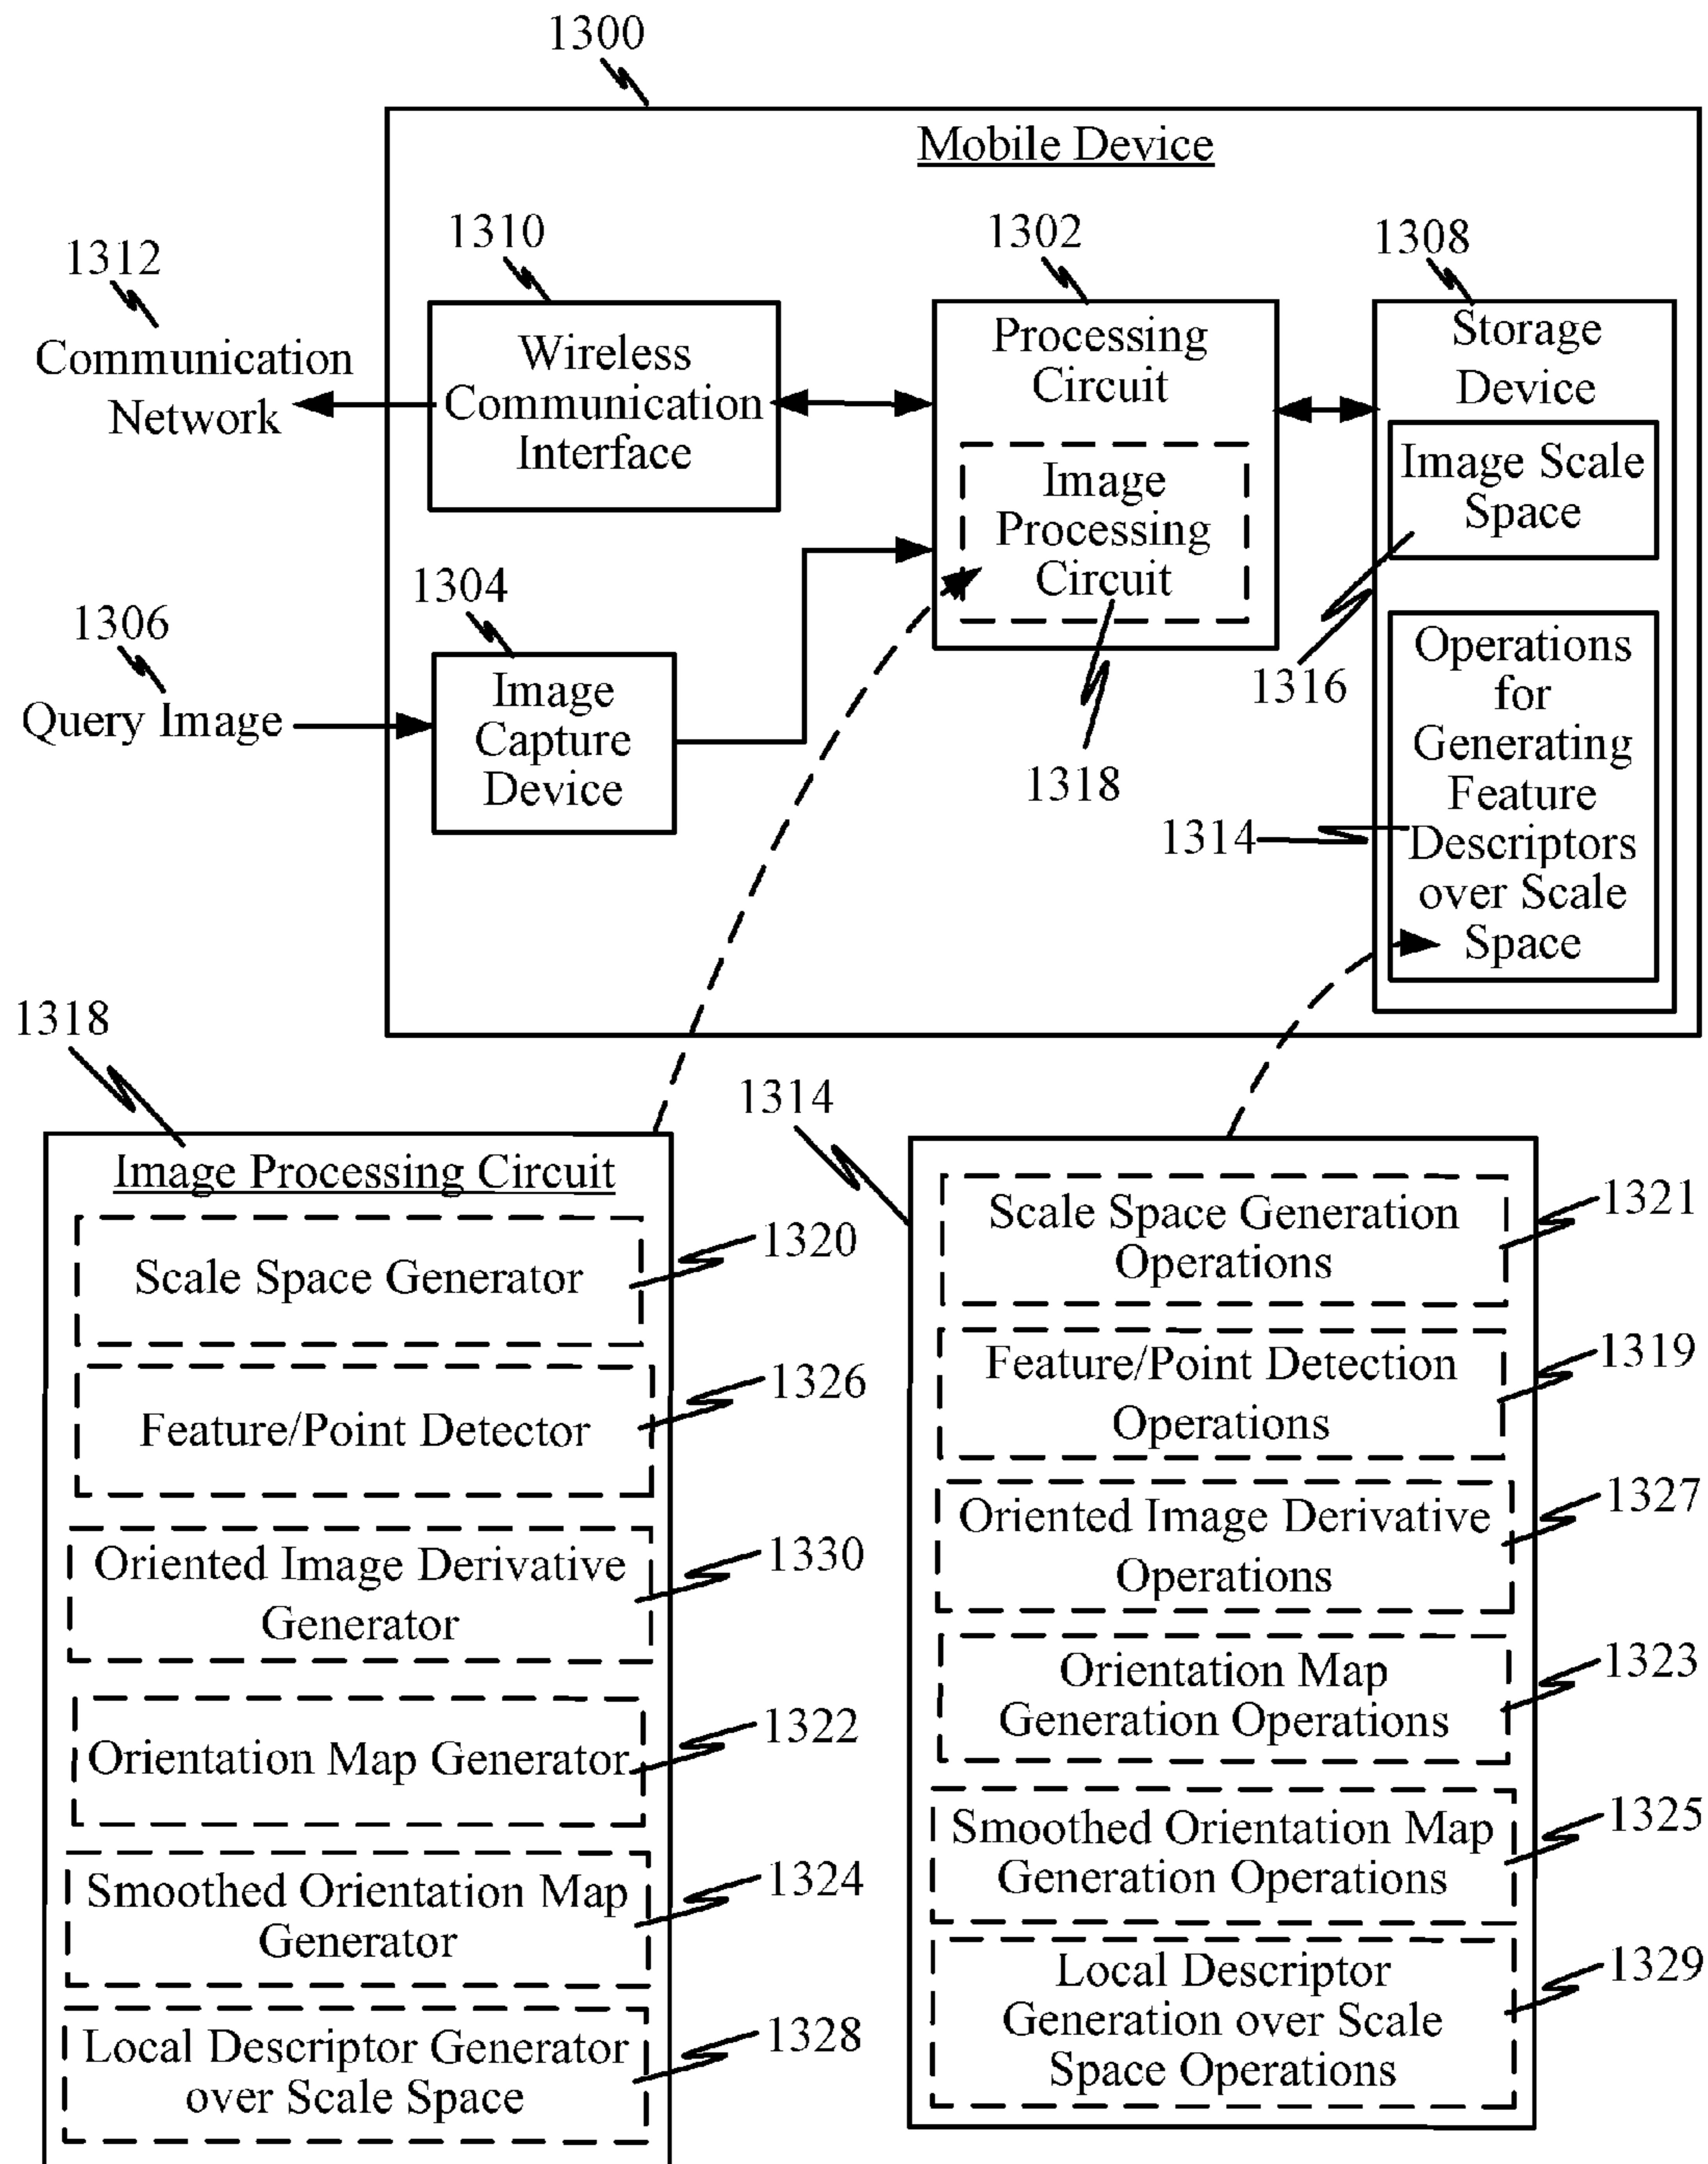 1300
Mobile Device
1310
1302
1308
1312
Communication
Network
Wireless
Communication
Interface
Processing
Circuit
Image
Processing
Circuit
Storage
Device
Image Scale
Space
1304
1306
Query Image
Image
Capture
Device
1316
1318
Operations
for
Generating
Feature
Descriptors
over Scale
Space
1314
1318
Image Processing Circuit
Scale Space Generator
1320
Feature/Point Detector
1326
Oriented Image Derivative
Generator
1330
Orientation Map Generator
1322
Smoothed Orientation Map
Generator
1324
Local Descriptor Generator
over Scale Space
1328
1314
Scale Space Generation
Operations
1321
Feature/Point Detection
Operations
1319
Oriented Image Derivative
Operations
1327
Orientation Map
Generation Operations
1323
Smoothed Orientation Map
Generation Operations
1325
Local Descriptor
Generation over Scale
Space Operations
1329